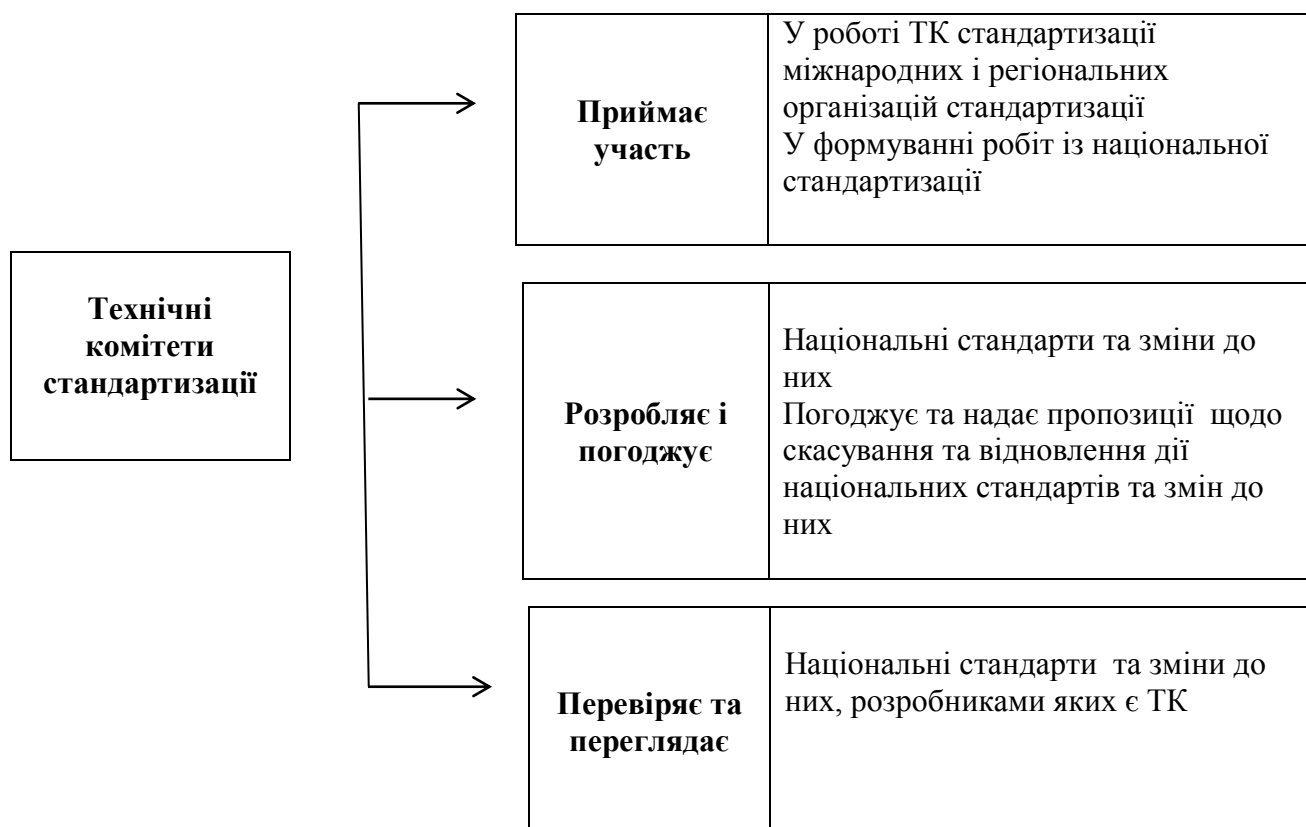 Технічні
комітети
стандартизації
Приймає
участь
У роботі ТК стандартизації
міжнародних і регіональних
організацій стандартизації
У формуванні робіт із національної
стандартизації
Розробляє і
погоджує
Національні стандарти та зміни до
них
Погоджує та надає пропозиції щодо
скасування та відновлення дії
національних стандартів та змін до
них
Перевіряє та
переглядає
Національні стандарти та зміни до
них, розробниками яких є ТК